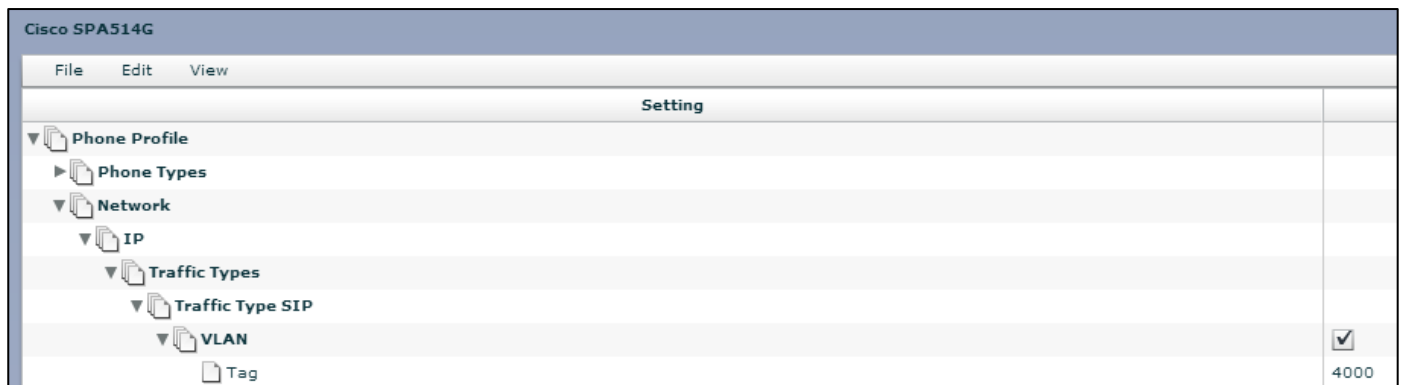 Cisco SPA514G
File Edit View
Setting
Phone Profile
Phone Types
Network
IP
Traffic Types
Traffic Type SIP
VLAN
Tag 4000